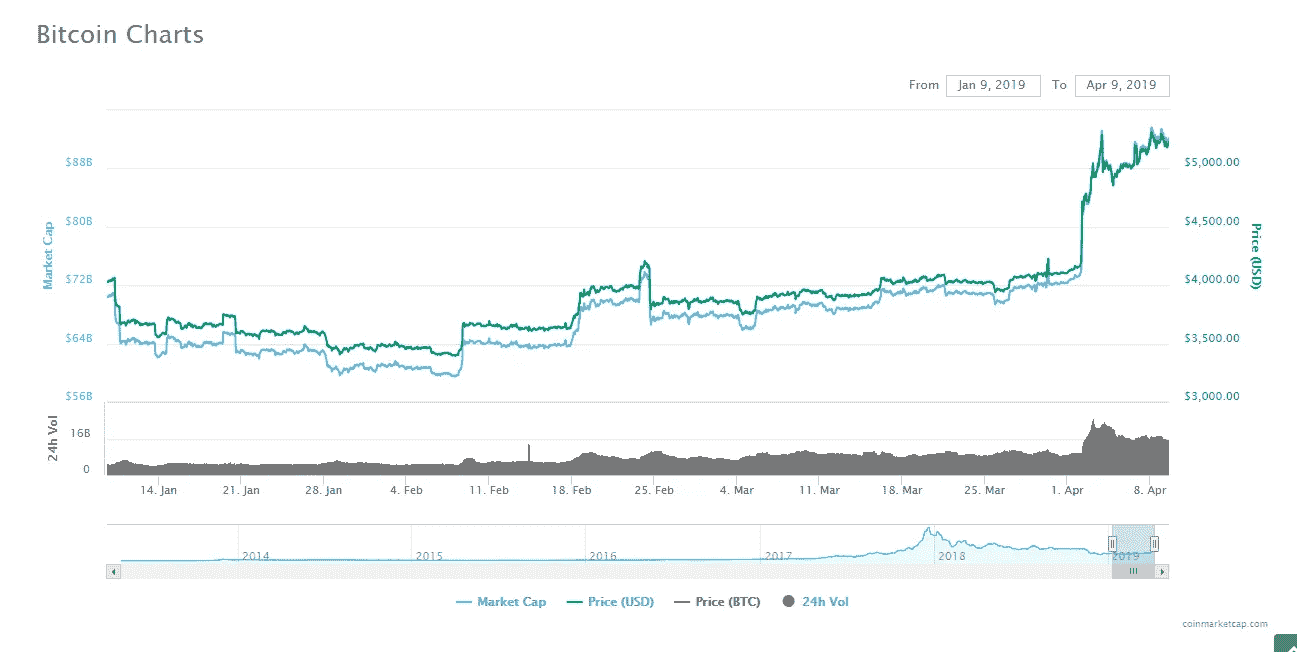 Bitcoin Charts
From Jan 9, 2019 To Apr 9, 2019
$88B $5,000.00
$80B $4,500.00
Market Cap
Price (USD)
$72B $4,000.00
$64B $3,500.00
$56B $3,000.00
24h Vol
16B
0
14. Jan 21. Jan 28. Jan 4. Feb 11. Feb 18. Feb 25. Feb 4. Mar 11. Mar 18. Mar 25. Mar 1. Apr 8. Apr
2014 2015 2016 2017 2018 2019
Market Cap Price (USD) Price (BTC) 24h Vol
coinmarketcap.com